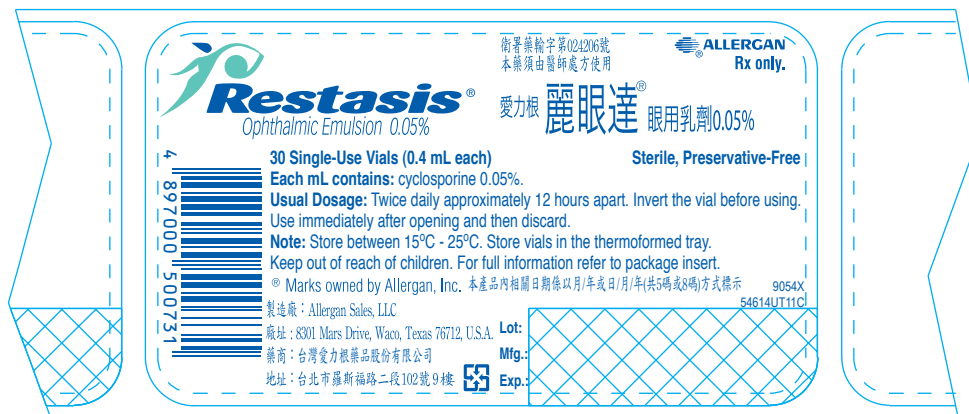 衛署藥輸字第024206號
本藥須由醫師處方使用
ALLERGAN
®
Rx only.
Restasis®
Ophthalmic Emulsion 0.05%
愛力根 麗眼達® 眼用乳劑0.05%
30 Single-Use Vials (0.4 mL each) Sterile, Preservative-Free
Each mL contains: cyclosporine 0.05%.
Usual Dosage: Twice daily approximately 12 hours apart. Invert the vial before using.
Use immediately after opening and then discard.
Note: Store between 15ºC - 25ºC. Store vials in the thermoformed tray.
Keep out of reach of children. For full information refer to package insert.
® Marks owned by Allergan, Inc. 本產品內相關日期係以月/年或日/月/年(共5碼或8碼)方式標示
9054X
54614UT11C
製造廠：Allergan Sales, LLC
廠址：8301 Mars Drive, Waco, Texas 76712, U.S.A.
藥商：台灣愛力根藥品股份有限公司
地址：台北市羅斯福路二段102號9樓
Lot:
Mfg.:
Exp.:
4 897000 500731